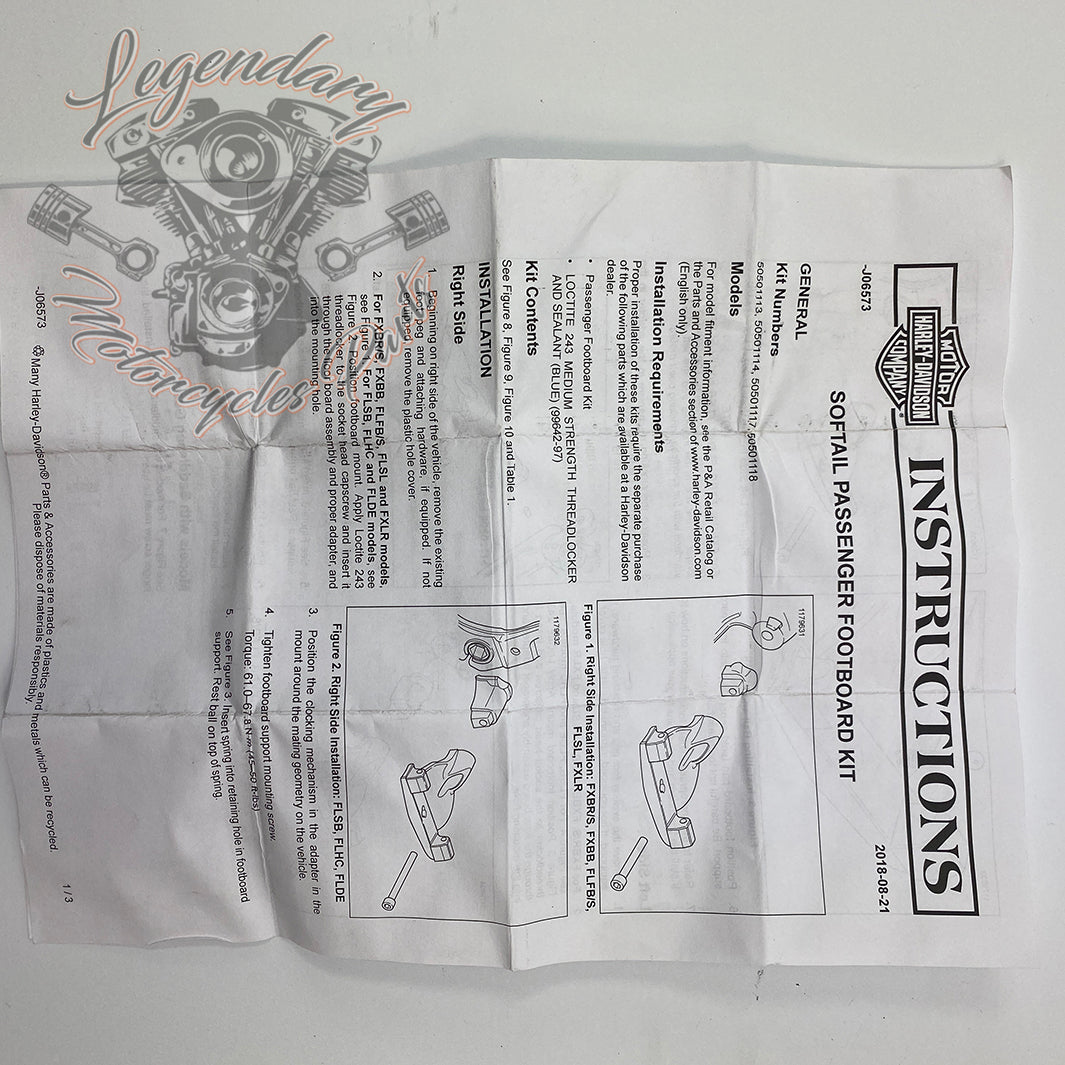 Legendary
Motorcycles
MOTOR
HARLEY-DAVIDSON
COMPANY
INSTRUCTIONS
-J06573
2018-08-21
SOFTAIL PASSENGER FOOTBOARD KIT
GENERAL
Kit Numbers
50501113, 50501114, 50501117, 50501118
Models
For model fitment information, see the P&A Retail Catalog or
the Parts and Accessories section of www.harley-davidson.com
(English only).
Installation Requirements
Proper installation of these kits require the separate purchase
of the following parts which are available at a Harley-Davidson
dealer.
• Passenger Footboard Kit
• LOCTITE 243 MEDIUM STRENGTH THREADLOCKER
AND SEALANT (BLUE) (99642-97)
Kit Contents
See Figure 8, Figure 9, Figure 10 and Table 1.
INSTALLATION
Right Side
1. Beginning on right side of the vehicle, remove the existing
footpeg and attaching hardware, if equipped. If not
equipped, remove the plastic hole cover.
2. For FXBR/S, FXBB, FLFB/S, FLSL and FXLR models,
see Figure 1. For FLSB, FLHC and FLDE models, see
Figure 2. Position footboard mount. Apply Loctite 243
threadlocker to the socket head capscrew and insert it
through the floor board assembly and proper adapter, and
into the mounting hole.
1179631
Figure 1. Right Side Installation: FXBR/S, FXBB, FLFB/S,
FLSL, FXLR
1179632
Figure 2. Right Side Installation: FLSB, FLHC, FLDE
3. Position the clocking mechanism in the adapter in the
mount around the mating geometry on the vehicle.
4. Tighten footboard support mounting screw.
Torque: 61.0–67.8 N·m (45–50 ft-lbs)
5. See Figure 3. Insert spring into retaining hole in footboard
support. Rest ball on top of spring.
-J06573
Many Harley-Davidson® Parts & Accessories are made of plastics and metals which can be recycled.
Please dispose of materials responsibly.
1 / 3